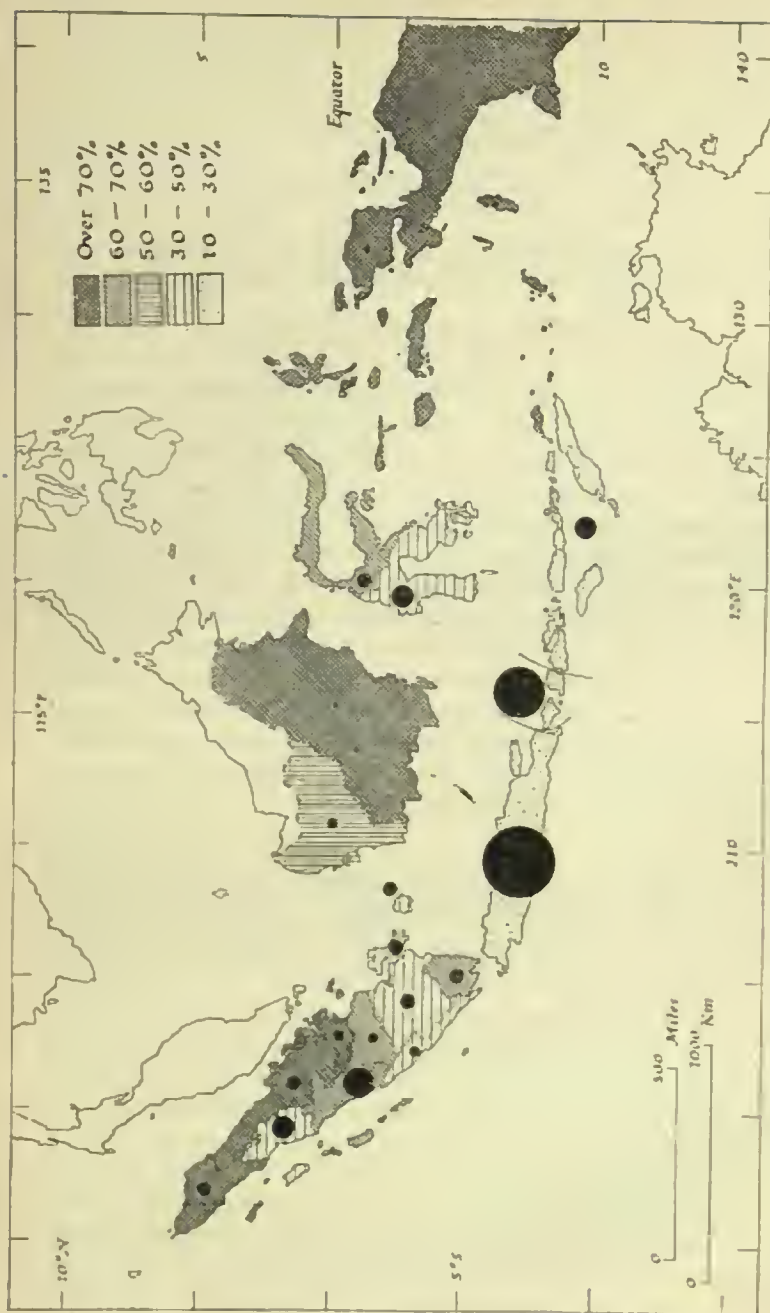 135
5
Equator
10
140
Over 70%
60 – 70%
50 – 60%
30 – 50%
10 – 30%
130
115°E
120°E
110
10°N
5°S
0 500 Miles
0 1000 Km